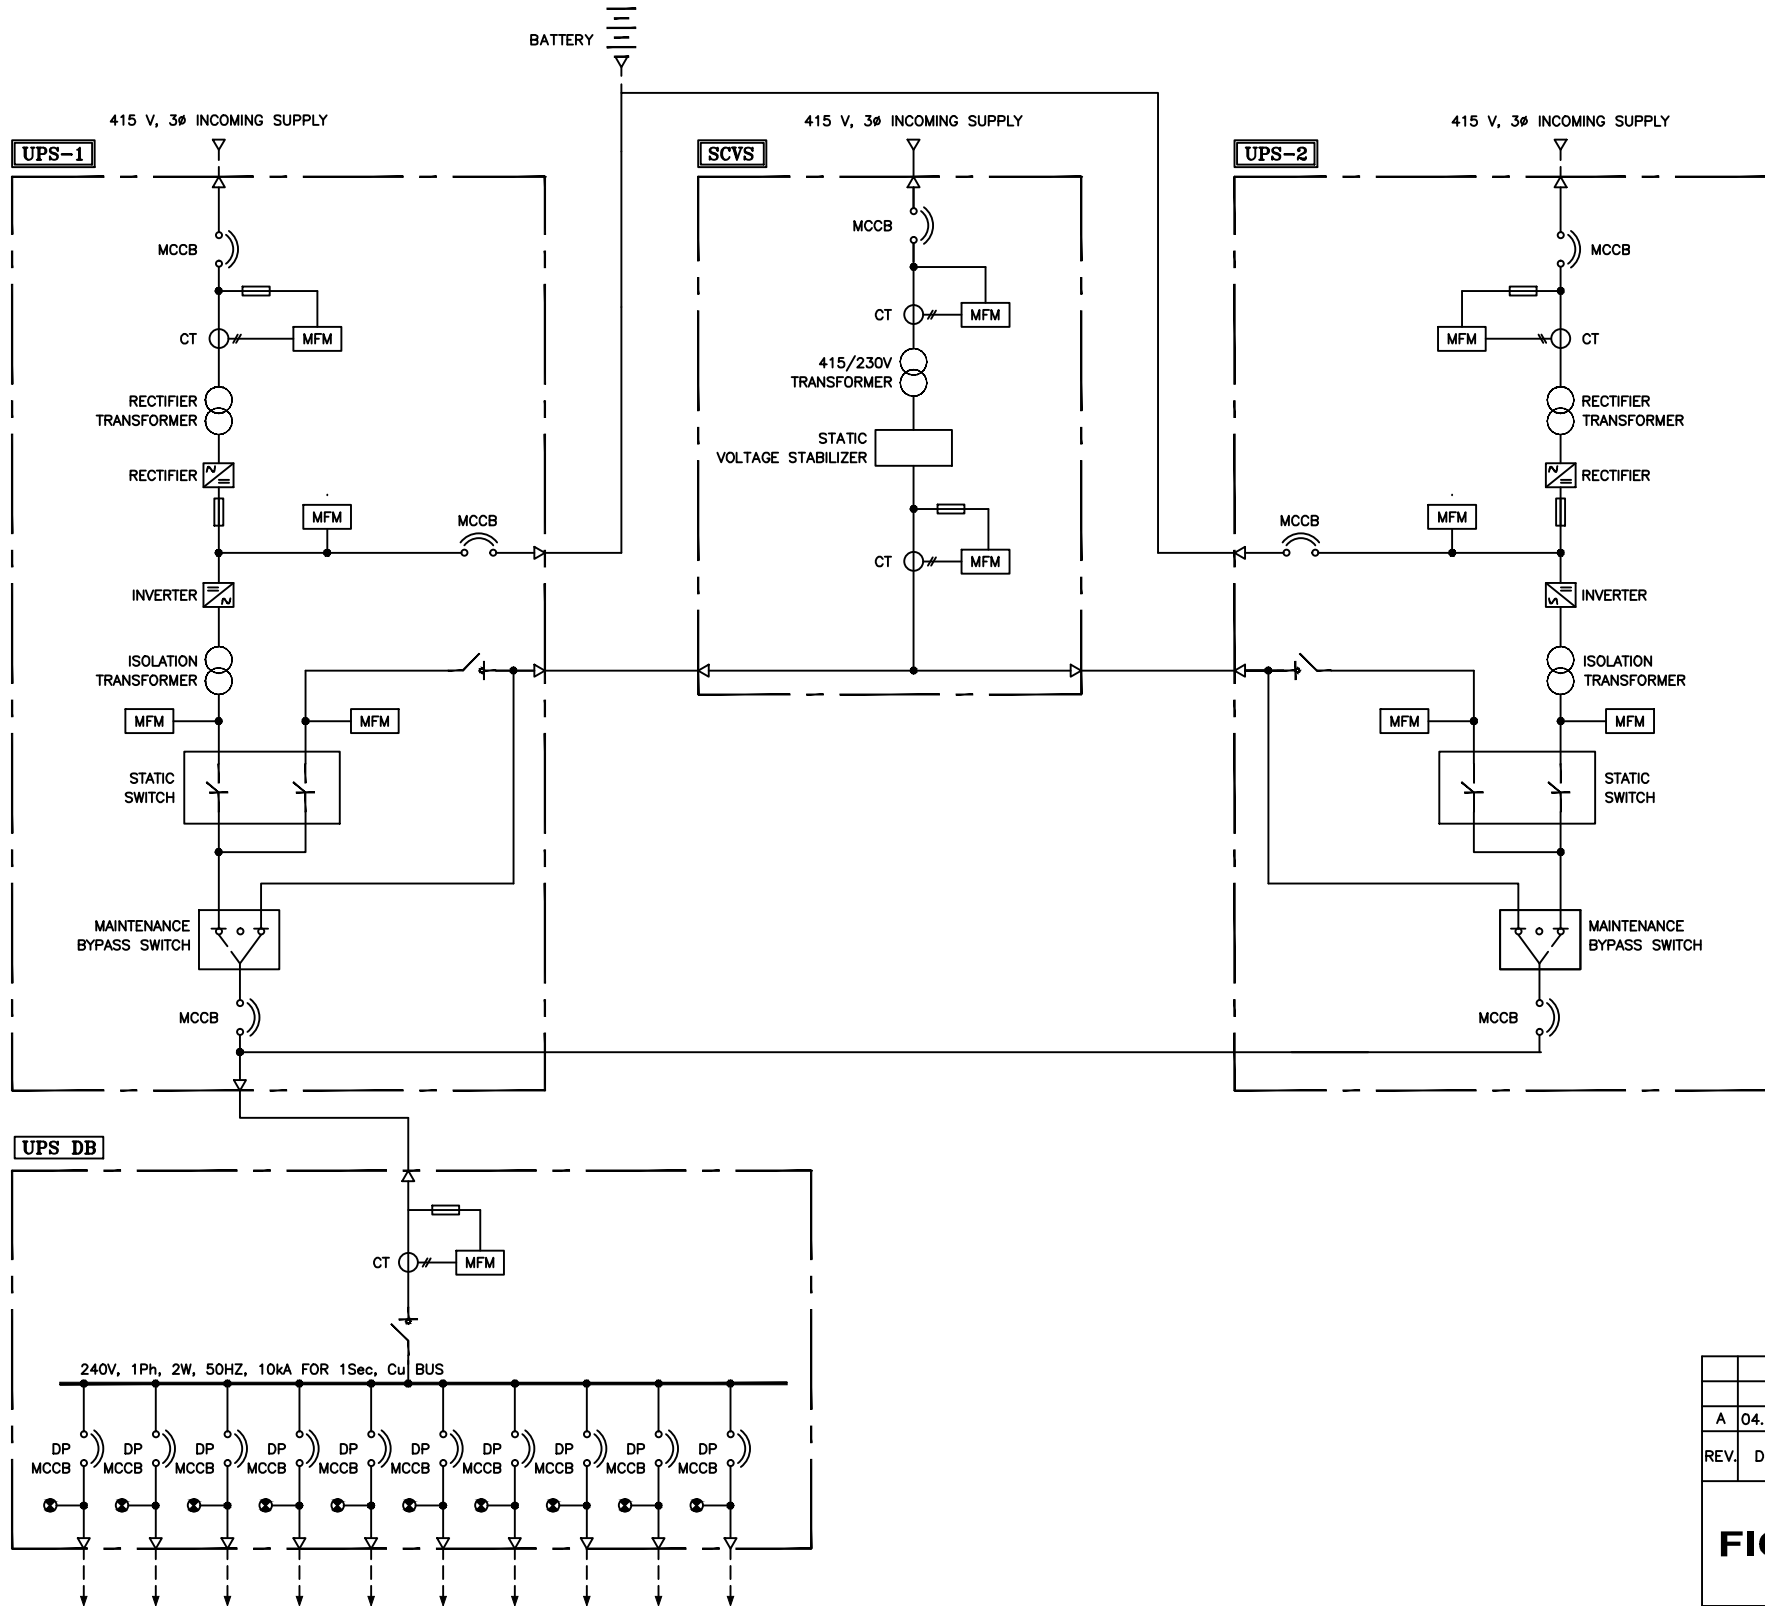 BATTERY
415 V, 3ø INCOMING SUPPLY
415 V, 3ø INCOMING SUPPLY
415 V, 3ø INCOMING SUPPLY
UPS-1
SCVS
UPS-2
MCCB
MCCB
MCCB
CT
MFM
CT
MFM
MFM
CT
415/230V
TRANSFORMER
RECTIFIER
TRANSFORMER
RECTIFIER
TRANSFORMER
STATIC
VOLTAGE STABILIZER
RECTIFIER
RECTIFIER
MFM
MCCB
MCCB
MFM
CT
MFM
INVERTER
INVERTER
ISOLATION
TRANSFORMER
ISOLATION
TRANSFORMER
MFM
MFM
MFM
MFM
STATIC
SWITCH
STATIC
SWITCH
MAINTENANCE
BYPASS SWITCH
MAINTENANCE
BYPASS SWITCH
MCCB
MCCB
UPS DB
CT
MFM
240V, 1Ph, 2W, 50HZ, 10kA FOR 1Sec, Cu BUS
DP DP DP DP DP DP DP DP DP DP
MCCB MCCB MCCB MCCB MCCB MCCB MCCB MCCB MCCB MCCB
A 04.
REV. D